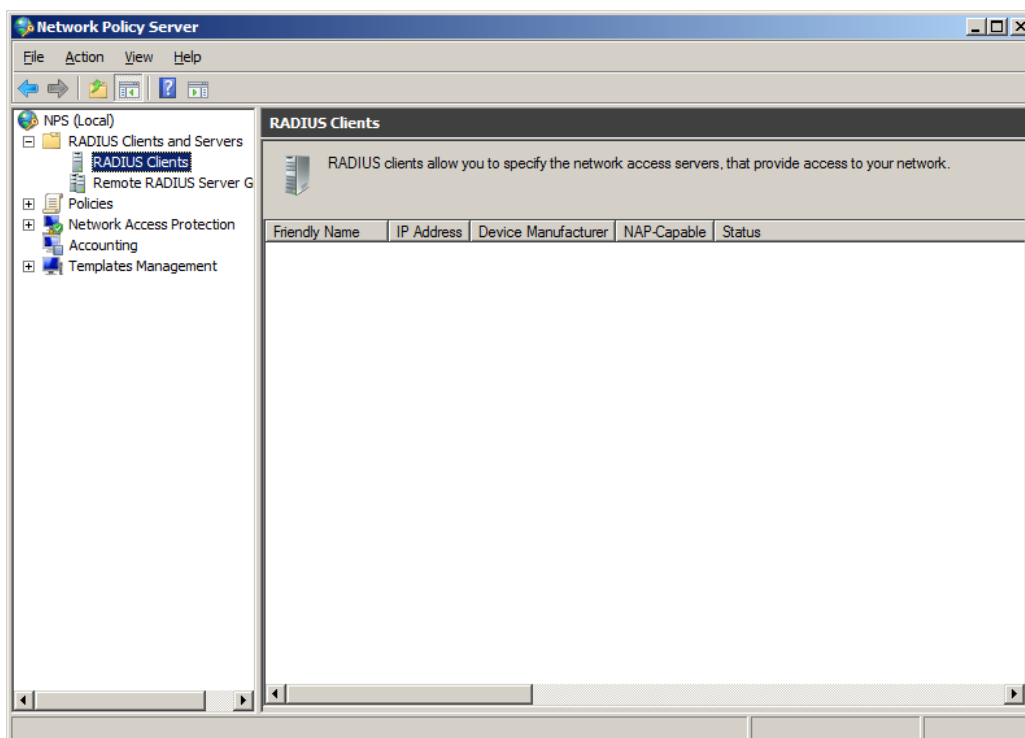 Network Policy Server
File Action View Help
NPS (Local)
RADIUS Clients and Servers
RADIUS Clients
Remote RADIUS Server G
Policies
Network Access Protection
Accounting
Templates Management
RADIUS Clients
RADIUS clients allow you to specify the network access servers, that provide access to your network.
Friendly Name IP Address Device Manufacturer NAP-Capable Status